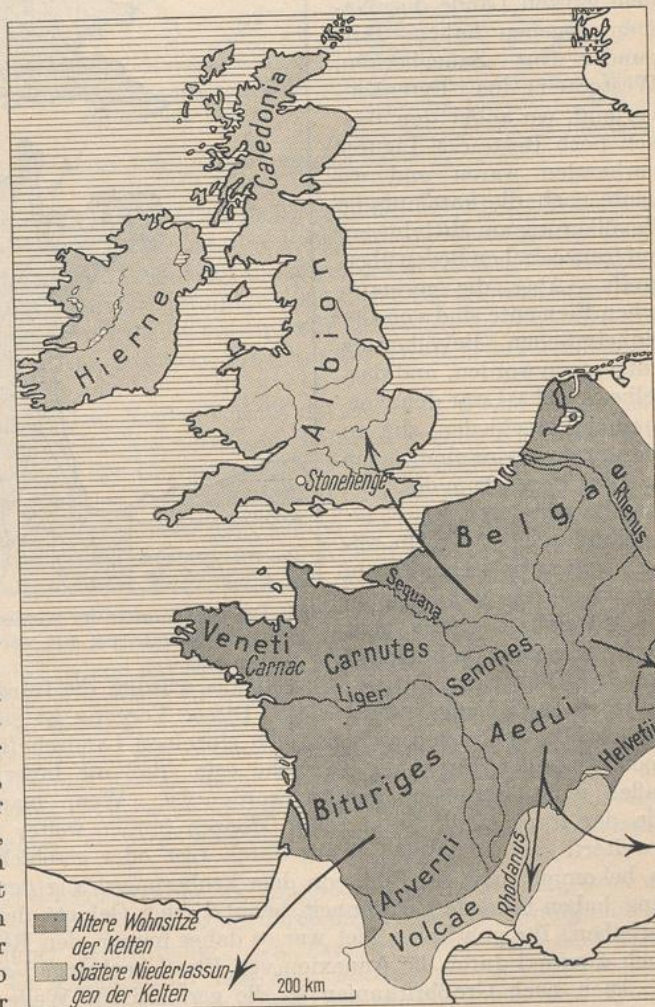 Caledonia
Hierne
Albion
Stonehenge
Belgae
Rhenus
Sequana
Veneti
Carnac
Carnutes
Senones
Liger
Aedui
Helvetii
Bituriges
Arverni
Rhodanus
Volcae
Ältere Wohnsitze
der Kelten
Spätere Niederlassun-
gen der Kelten
200 km